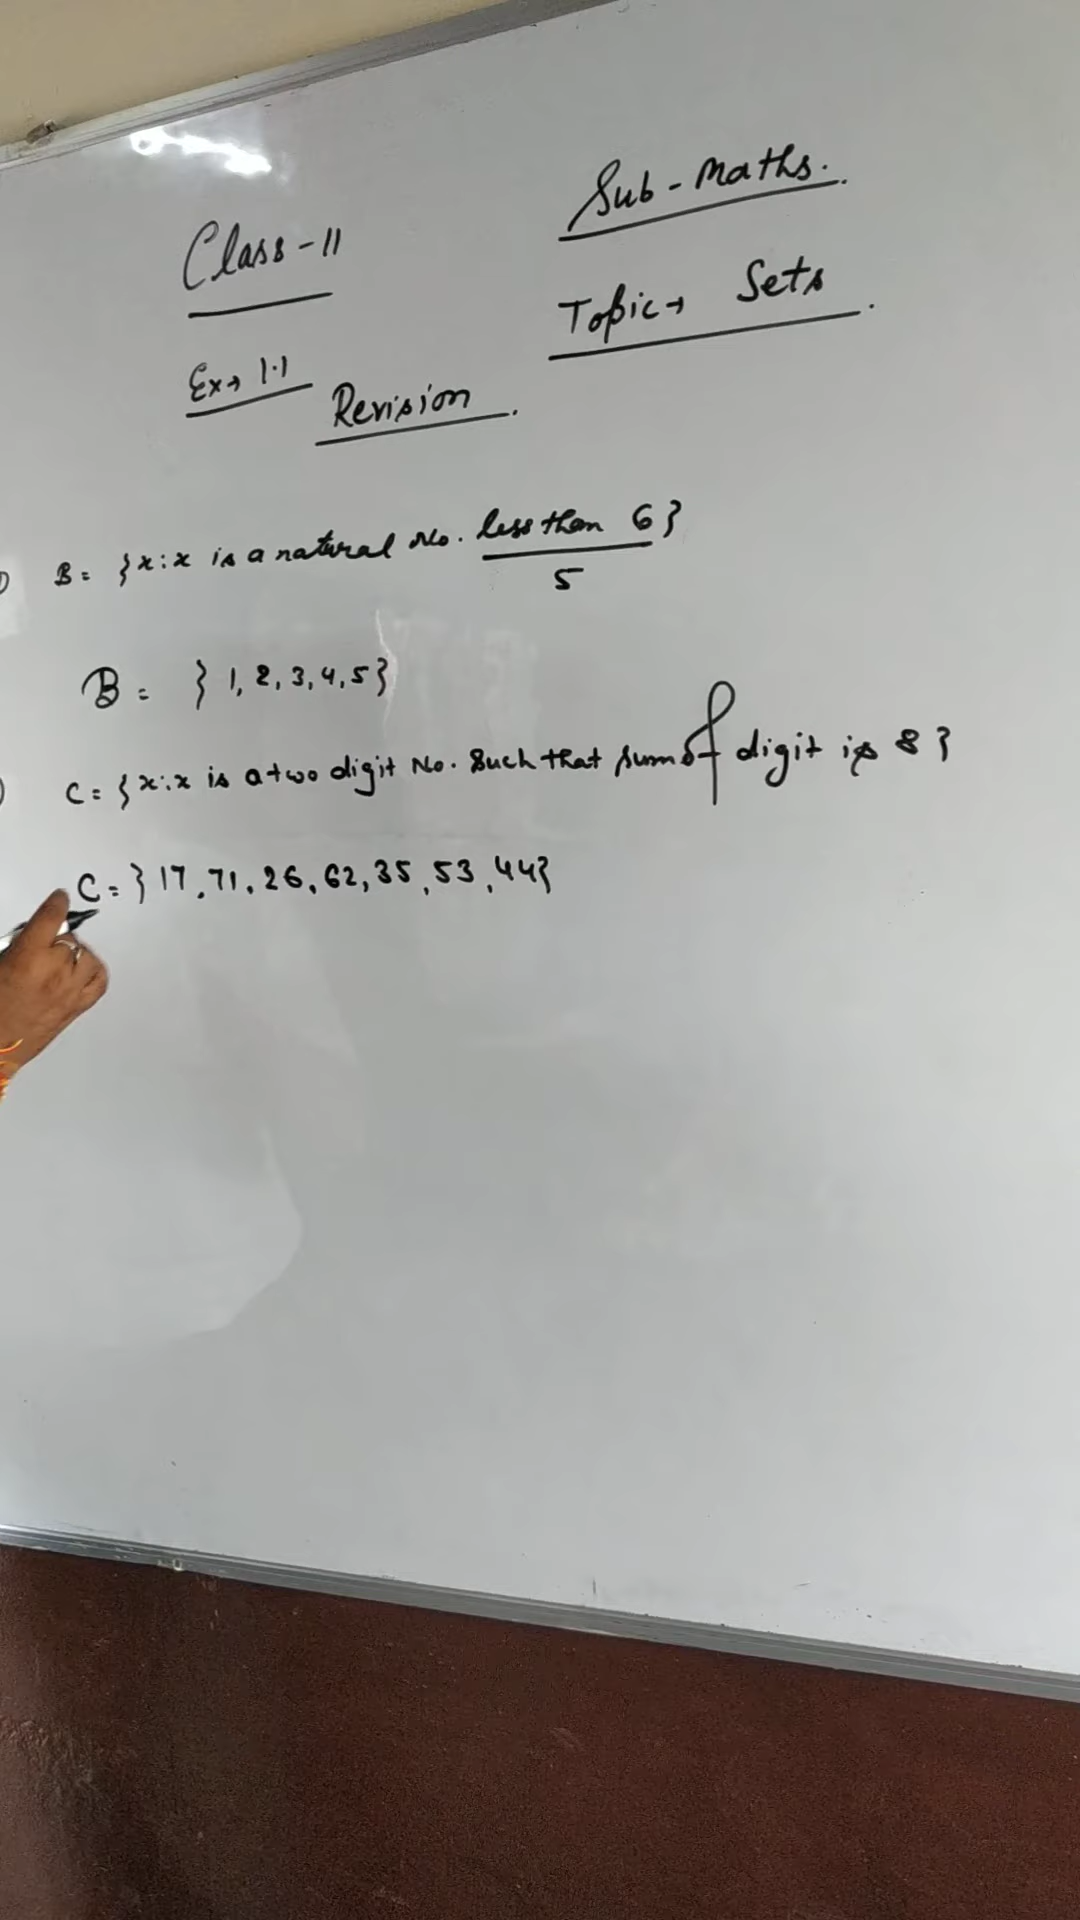 Sub - Maths.
Class - 11
Topic → Sets
Ex → 1.1
Revision
B = {x : x is a natural No. less than 6}
5
B = { 1, 2, 3, 4, 5}
C = {x : x is a two digit No. Such that sum of digit is 8}
C = } 17, 71, 26, 62, 35, 53, 44}